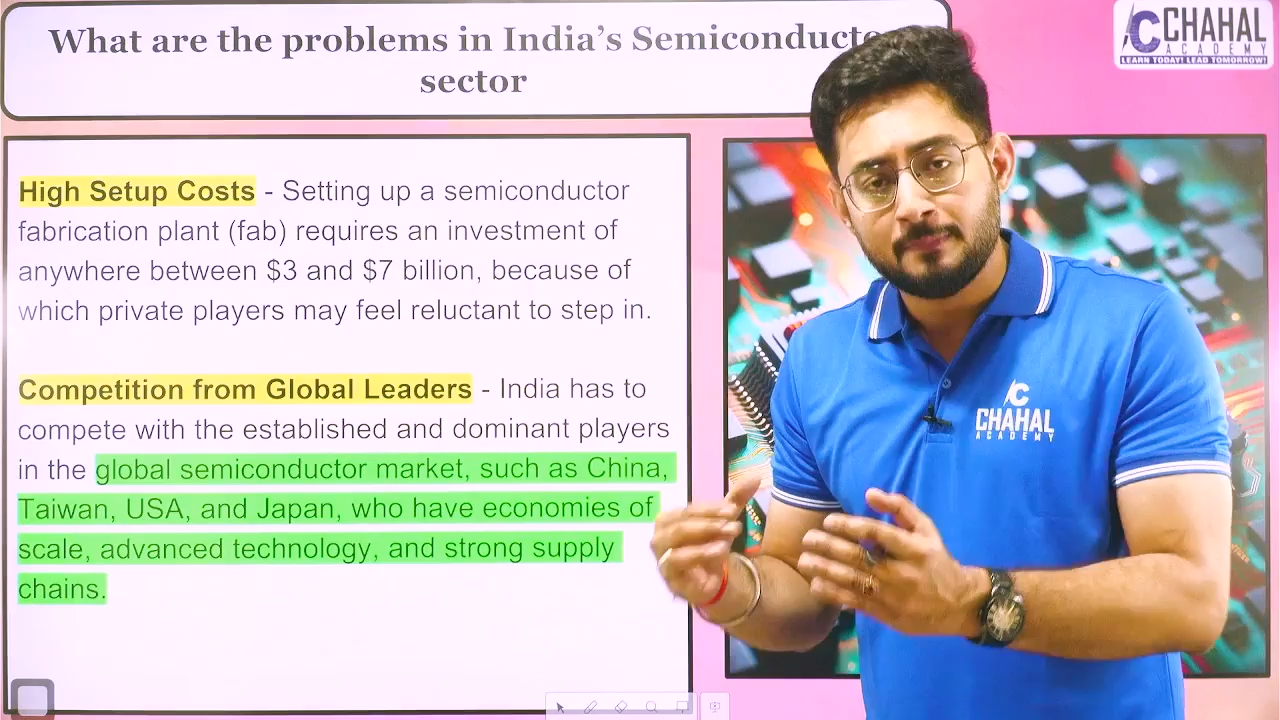 What are the problems in India's Semiconducto
sector
CHAHAL
ACADEMY
LEARN TODAY! LEAD TOMORROW!
High Setup Costs - Setting up a semiconductor
fabrication plant (fab) requires an investment of
anywhere between $3 and $7 billion, because of
which private players may feel reluctant to step in.
Competition from Global Leaders - India has to
compete with the established and dominant players
in the global semiconductor market, such as China,
Taiwan, USA, and Japan, who have economies of
scale, advanced technology, and strong supply
chains.
CHAHAL
ACADEMY